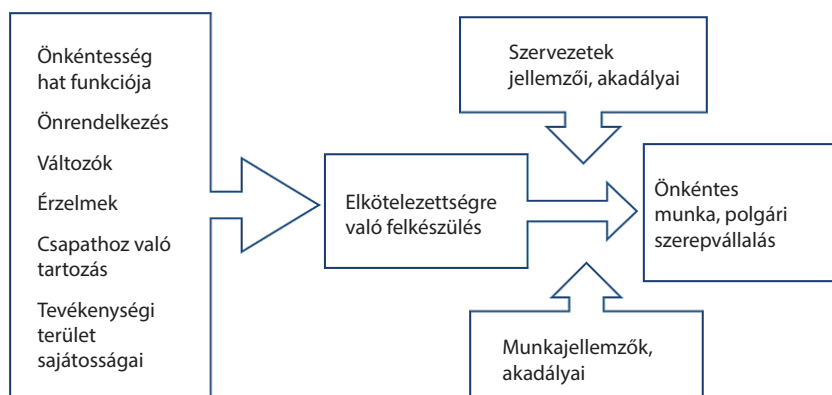 Önkéntesség
hat funkciója
Önrendelkezés
Változók
Érzelmek
Csapathoz való
tartozás
Tevékenységi
terület
sajátosságai
Elkötelezettségre
való felkészülés
Szervezetek
jellemzői, akadályai
Önkéntes
munka, polgári
szerepvállalás
Munkajellemzők,
akadályai